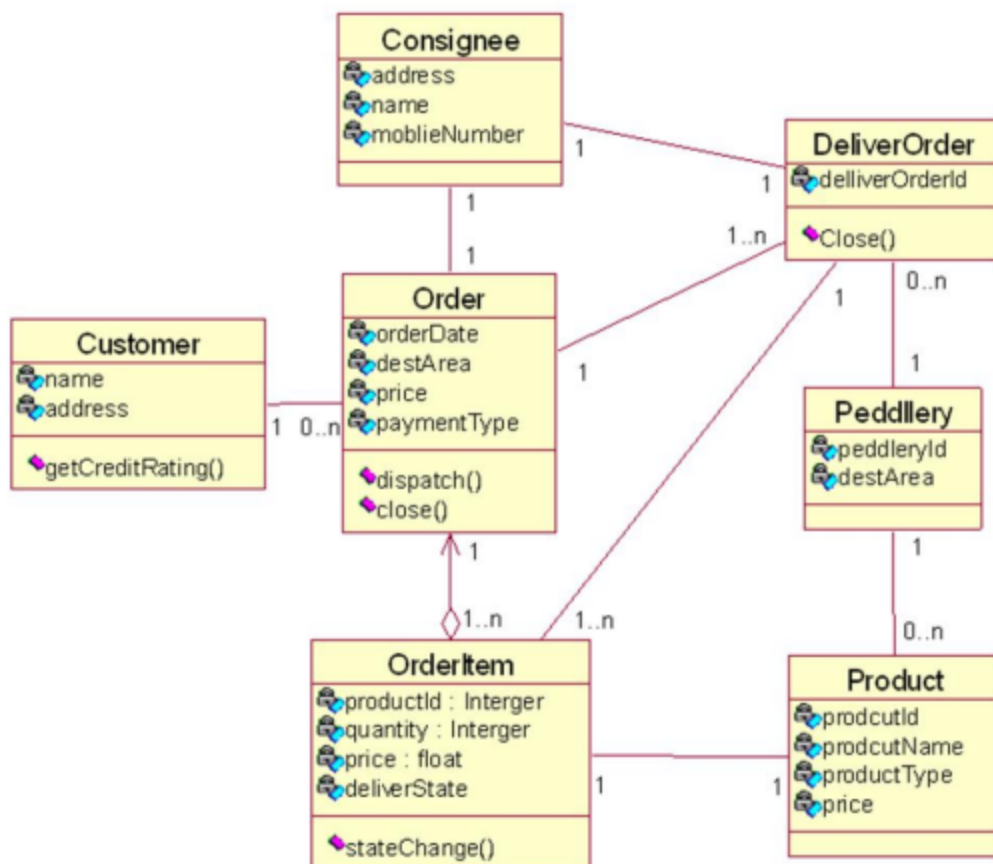 Consignee
address
name
moblieNumber
1
1
DeliverOrder
delliverOrderId
Close()
1
1
1..n
1
0..n
1
1
Order
orderDate
destArea
price
paymentType
dispatch()
close()
Customer
name
address
getCreditRating()
1
0..n
Peddllery
peddleryId
destArea
1
0..n
1
1..n
1..n
OrderItem
productId : Interger
quantity : Interger
price : float
deliverState
stateChange()
1
1
Product
prodcutId
prodcutName
productType
price